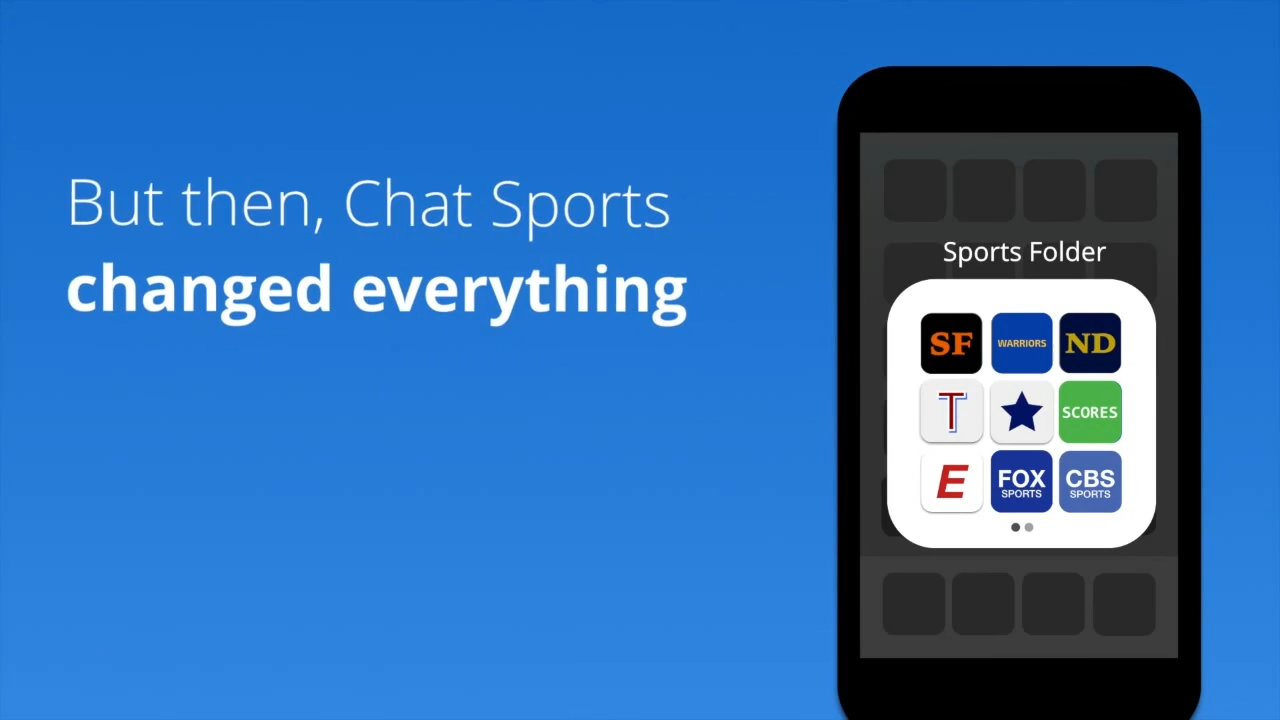 But then, Chat Sports
changed everything
Sports Folder
SF
WARRIORS
ND
T
SCORES
E
FOX
SPORTS
CBS
SPORTS